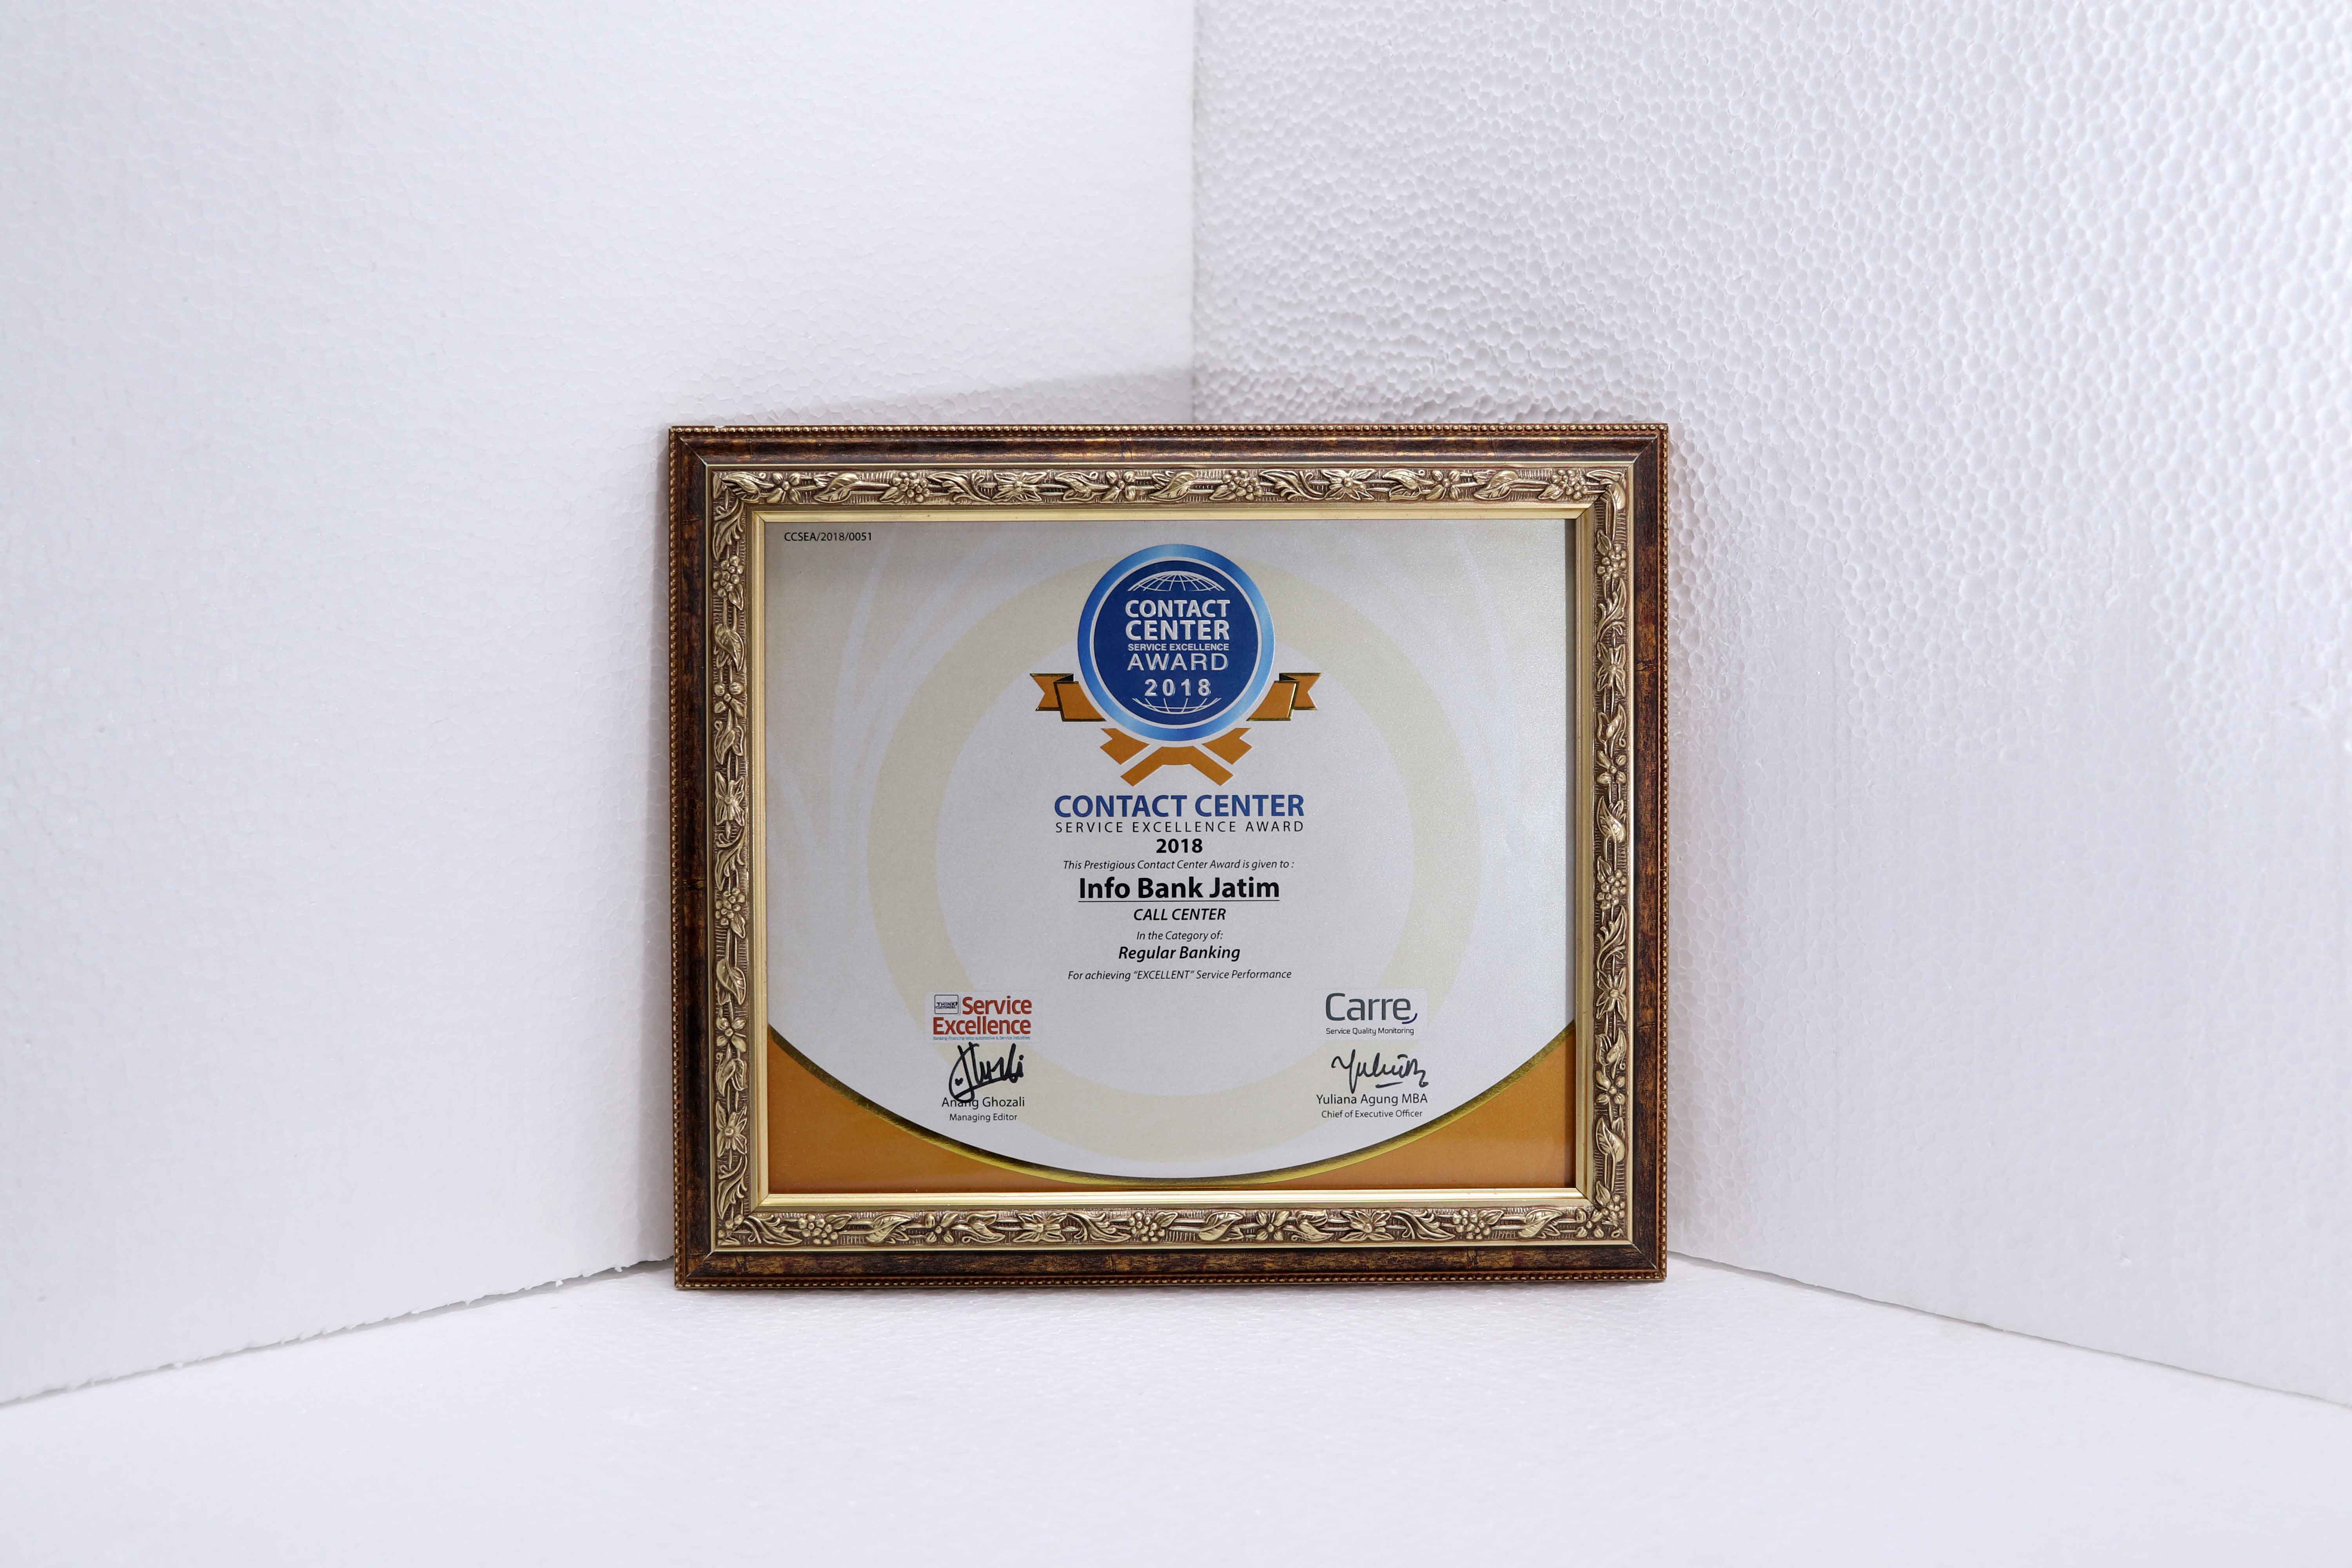 CCSEA/2018/0051
CONTACT
CENTER
SERVICE EXCELLENCE
AWARD
2018
CONTACT CENTER
SERVICE EXCELLENCE AWARD
2018
This Prestigious Contact Center Award is given to :
Info Bank Jatim
CALL CENTER
In the Category of:
Regular Banking
For achieving "EXCELLENT" Service Performance
Service
Excellence
Anang Ghozali
Managing Editor
Carre
Service Quality Monitoring
Yuliana Agung MBA
Chief of Executive Officer